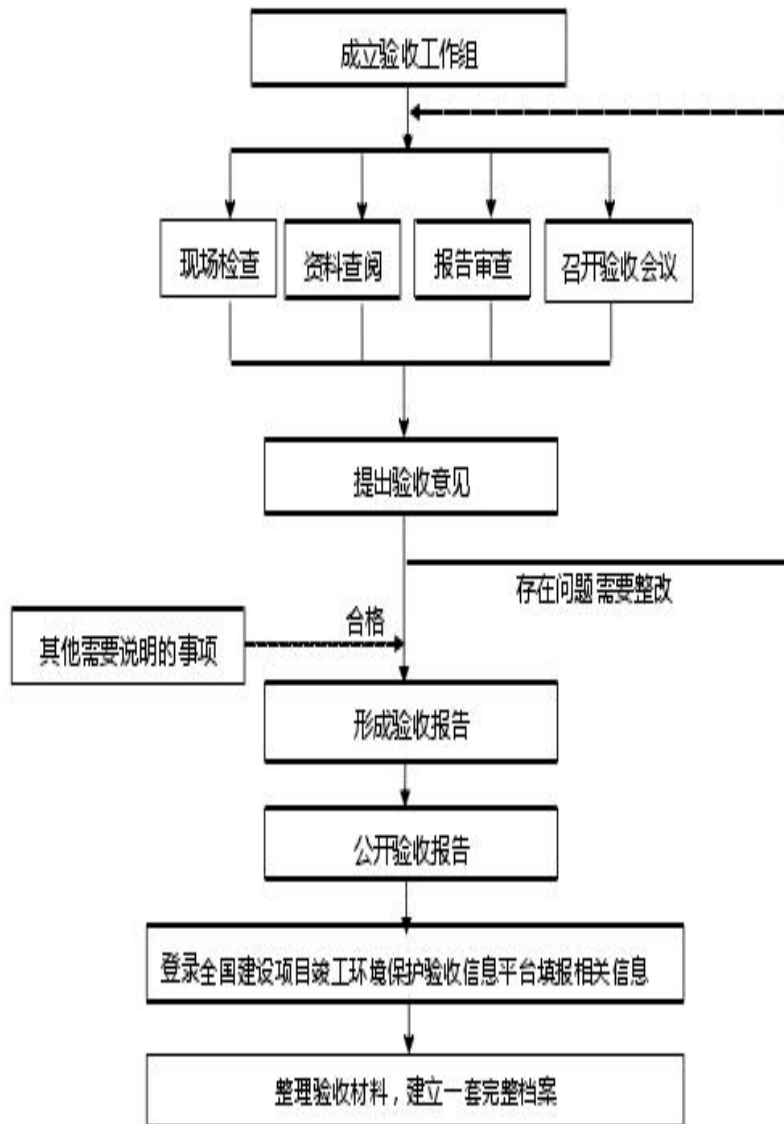 成立验收工作组
现场检查
资料查阅
报告审查
召开验收会议
提出验收意见
存在问题需要整改
合格
其他需要说明的事项
形成验收报告
公开验收报告
登录全国建设项目竣工环境保护验收信息平台填报相关信息
整理验收材料，建立一套完整档案